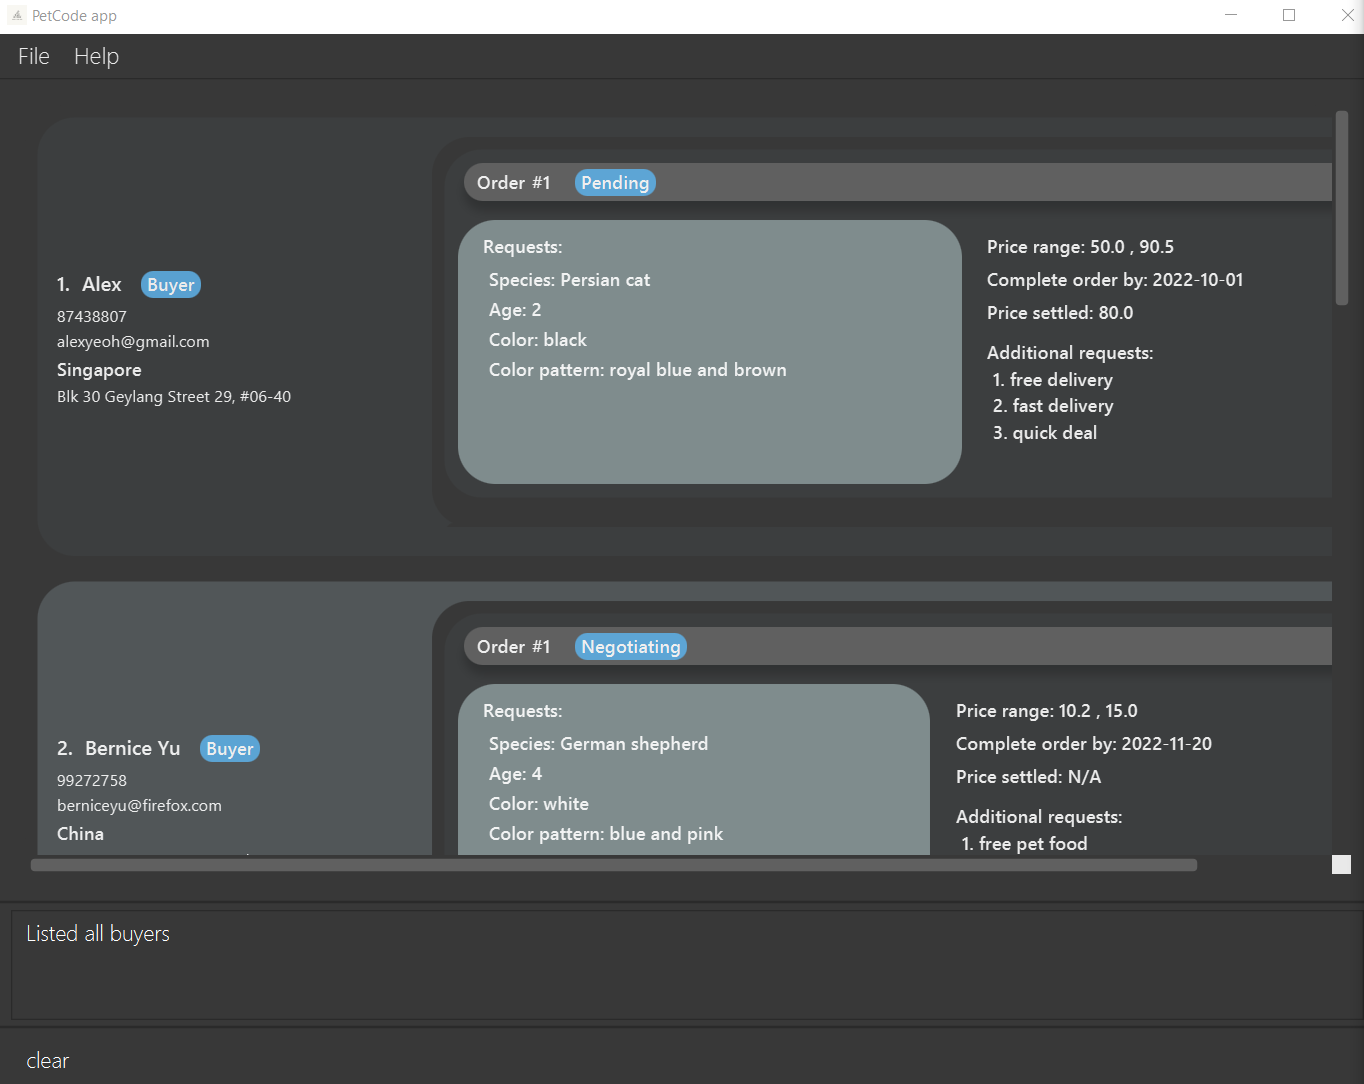 PetCode app
File Help
Order #1 Pending
Requests:
Species: Persian cat
Age: 2
Color: black
Color pattern: royal blue and brown
Price range: 50.0 , 90.5
Complete order by: 2022-10-01
Price settled: 80.0
Additional requests:
1. free delivery
2. fast delivery
3. quick deal
1. Alex Buyer
87438807
alexyeoh@gmail.com
Singapore
Blk 30 Geylang Street 29, #06-40
Order #1 Negotiating
Requests:
Species: German shepherd
Age: 4
Color: white
Color pattern: blue and pink
Price range: 10.2 , 15.0
Complete order by: 2022-11-20
Price settled: N/A
Additional requests:
1. free pet food
2. Bernice Yu Buyer
99272758
berniceyu@firefox.com
China
Listed all buyers
clear